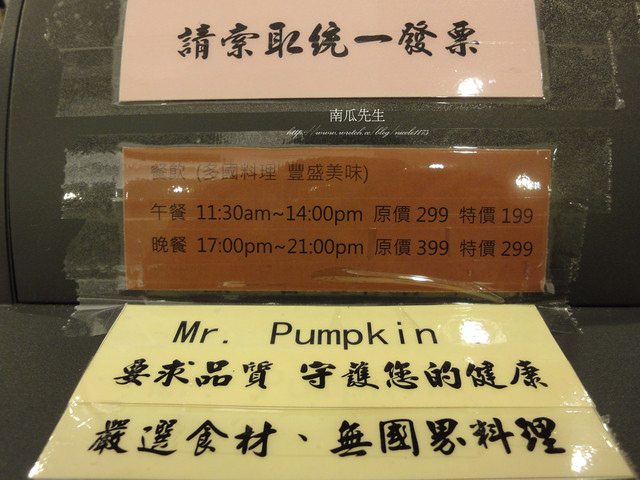 請索取統一發票
南瓜先生
餐飲 (多國料理 豐盛美味)
午餐 11:30am~14:00pm 原價 299 特價 199
晚餐 17:00pm~21:00pm 原價 399 特價 299
Mr. Pumpkin
要求品質 守護您的健康
嚴選食材、無國界料理